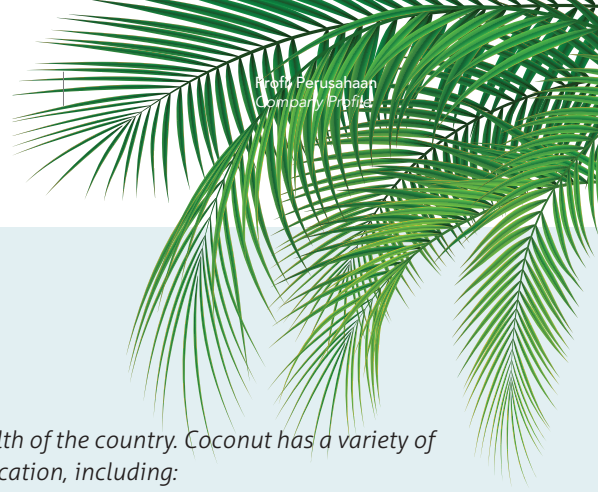 Profil Perusahaan
Company Profile
lth of the country. Coconut has a variety of
cation, including: